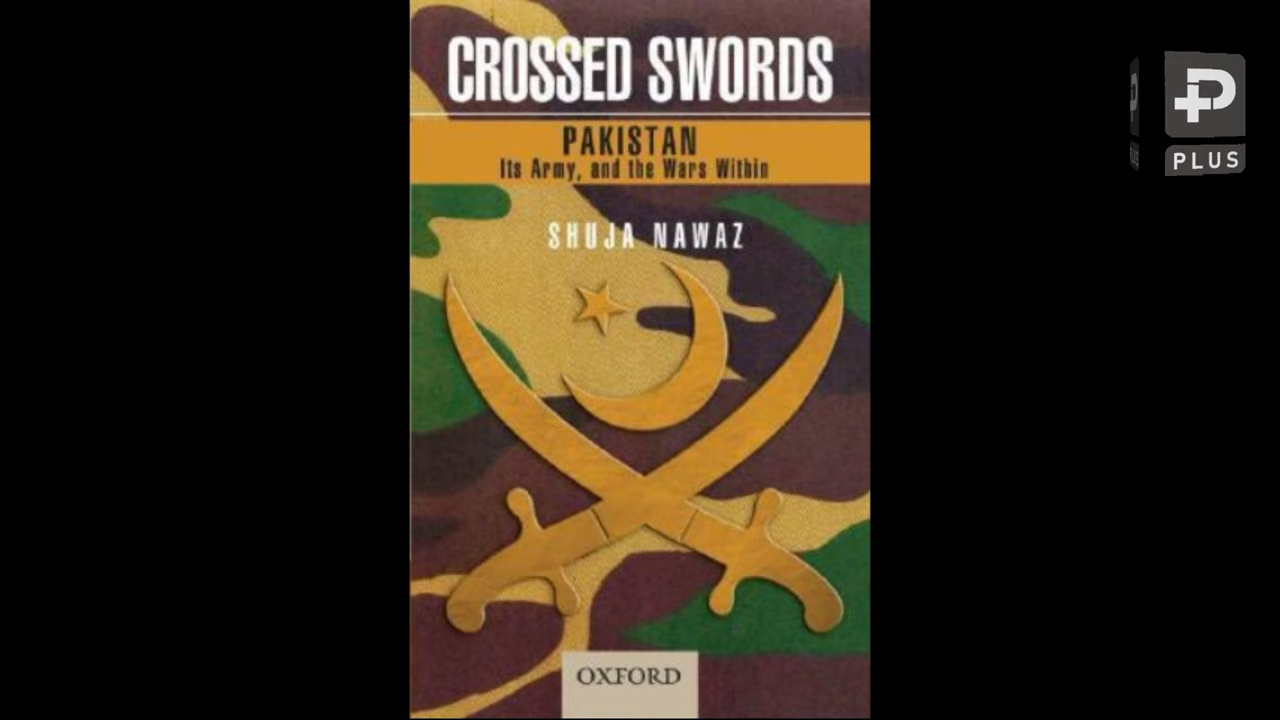 CROSSED SWORDS
PAKISTAN
Its Army, and the Wars Within
SHUJA NAWAZ
OXFORD
P
PLUS